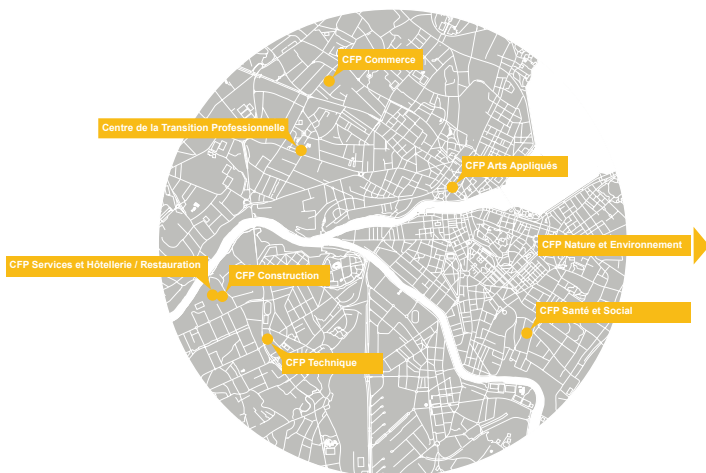 CFP Commerce
Centre de la Transition Professionnelle
CFP Arts Appliqués
CFP Nature et Environnement
CFP Services et Hôtellerie / Restauration
CFP Construction
CFP Santé et Social
CFP Technique